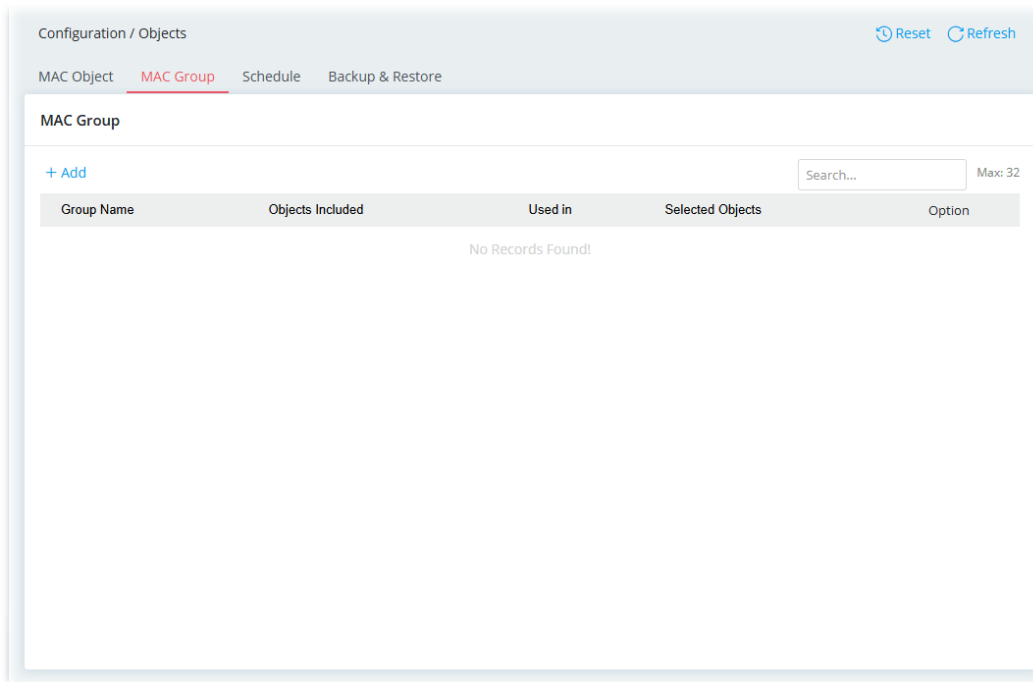 Configuration / Objects Reset Refresh
MAC Object MAC Group Schedule Backup & Restore
MAC Group
+ Add Search... Max: 32
Group Name Objects Included Used in Selected Objects Option
No Records Found!